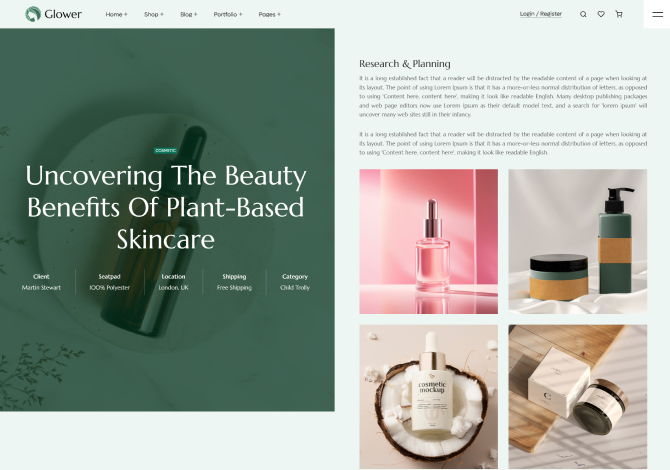 Glower
Home + Shop + Blog + Portfolio + Pages +
Login / Register
COSMETIC
Uncovering The Beauty
Benefits Of Plant-Based
Skincare
Client Seatpad Location Shipping Category
Martin Stewart 100% Polyester London, UK Free Shipping Child Trolly
Research & Planning
It is a long established fact that a reader will be distracted by the readable content of a page when looking at
its layout. The point of using Lorem Ipsum is that it has a more-or-less normal distribution of letters, as opposed
to using 'Content here, content here', making it look like readable English. Many desktop publishing packages
and web page editors now use Lorem Ipsum as their default model text, and a search for 'lorem ipsum' will
uncover many web sites still in their infancy.
It is a long established fact that a reader will be distracted by the readable content of a page when looking at
its layout. The point of using Lorem Ipsum is that it has a more-or-less normal distribution of letters, as opposed
to using 'Content here, content here', making it look like readable English.
cosmetic
mockup
C